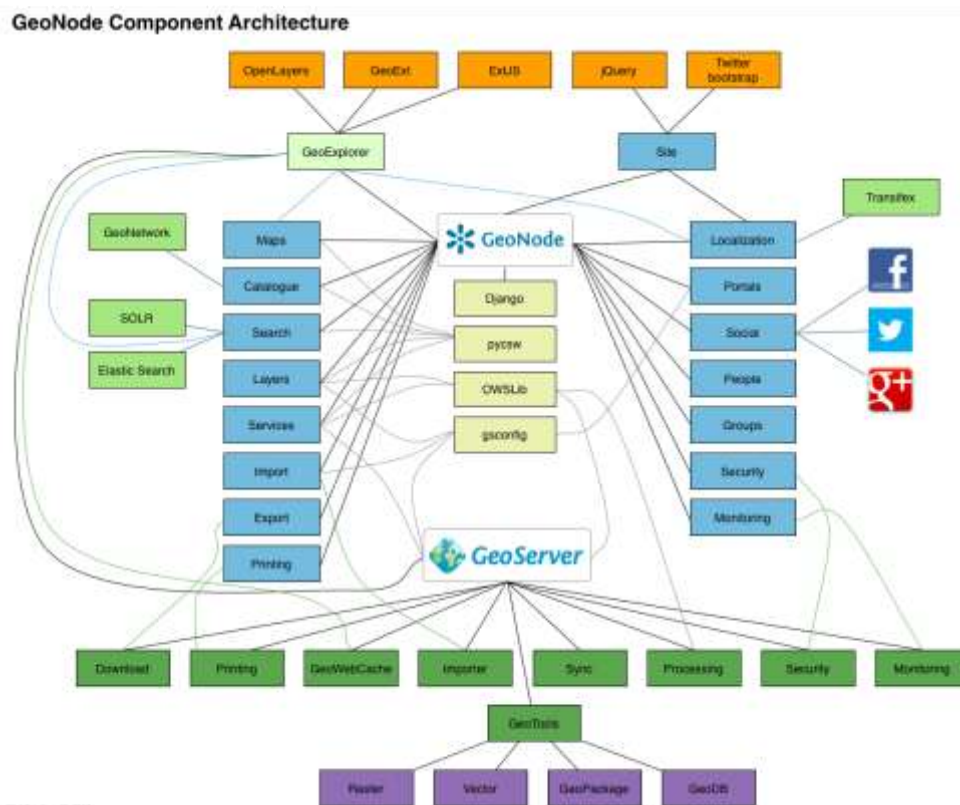 GeoNode Component Architecture
OpenLayers
GeoExt
ExtJS
jQuery
Twitter
bootstrap
GeoExplorer
Site
Transifex
GeoNetwork
Maps
GeoNode
Localization
Catalogue
Django
Portals
SOLR
Search
pycsw
Social
Elastic Search
Layers
OWSLib
People
g+
Services
gsconfig
Groups
Import
Security
Export
Monitoring
Printing
GeoServer
Download
Printing
GeoWebCache
Importer
Sync
Processing
Security
Monitoring
GeoTools
Raster
Vector
GeoPackage
GeoDB